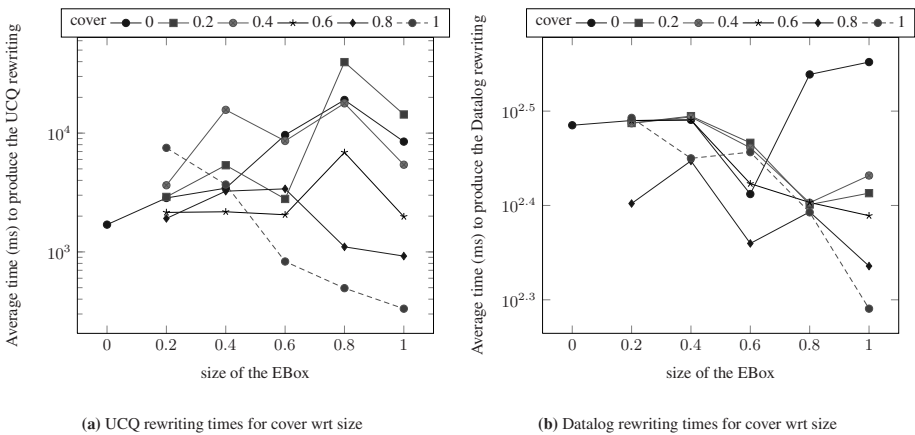 cover 0 0.2 0.4 0.6 0.8 1
Average time (ms) to produce the UCQ rewriting
10^4
10^3
0 0.2 0.4 0.6 0.8 1
size of the EBox
(a) UCQ rewriting times for cover wrt size
cover 0 0.2 0.4 0.6 0.8 1
Average time (ms) to produce the Datalog rewriting
10^2.5
10^2.4
10^2.3
0 0.2 0.4 0.6 0.8 1
size of the EBox
(b) Datalog rewriting times for cover wrt size